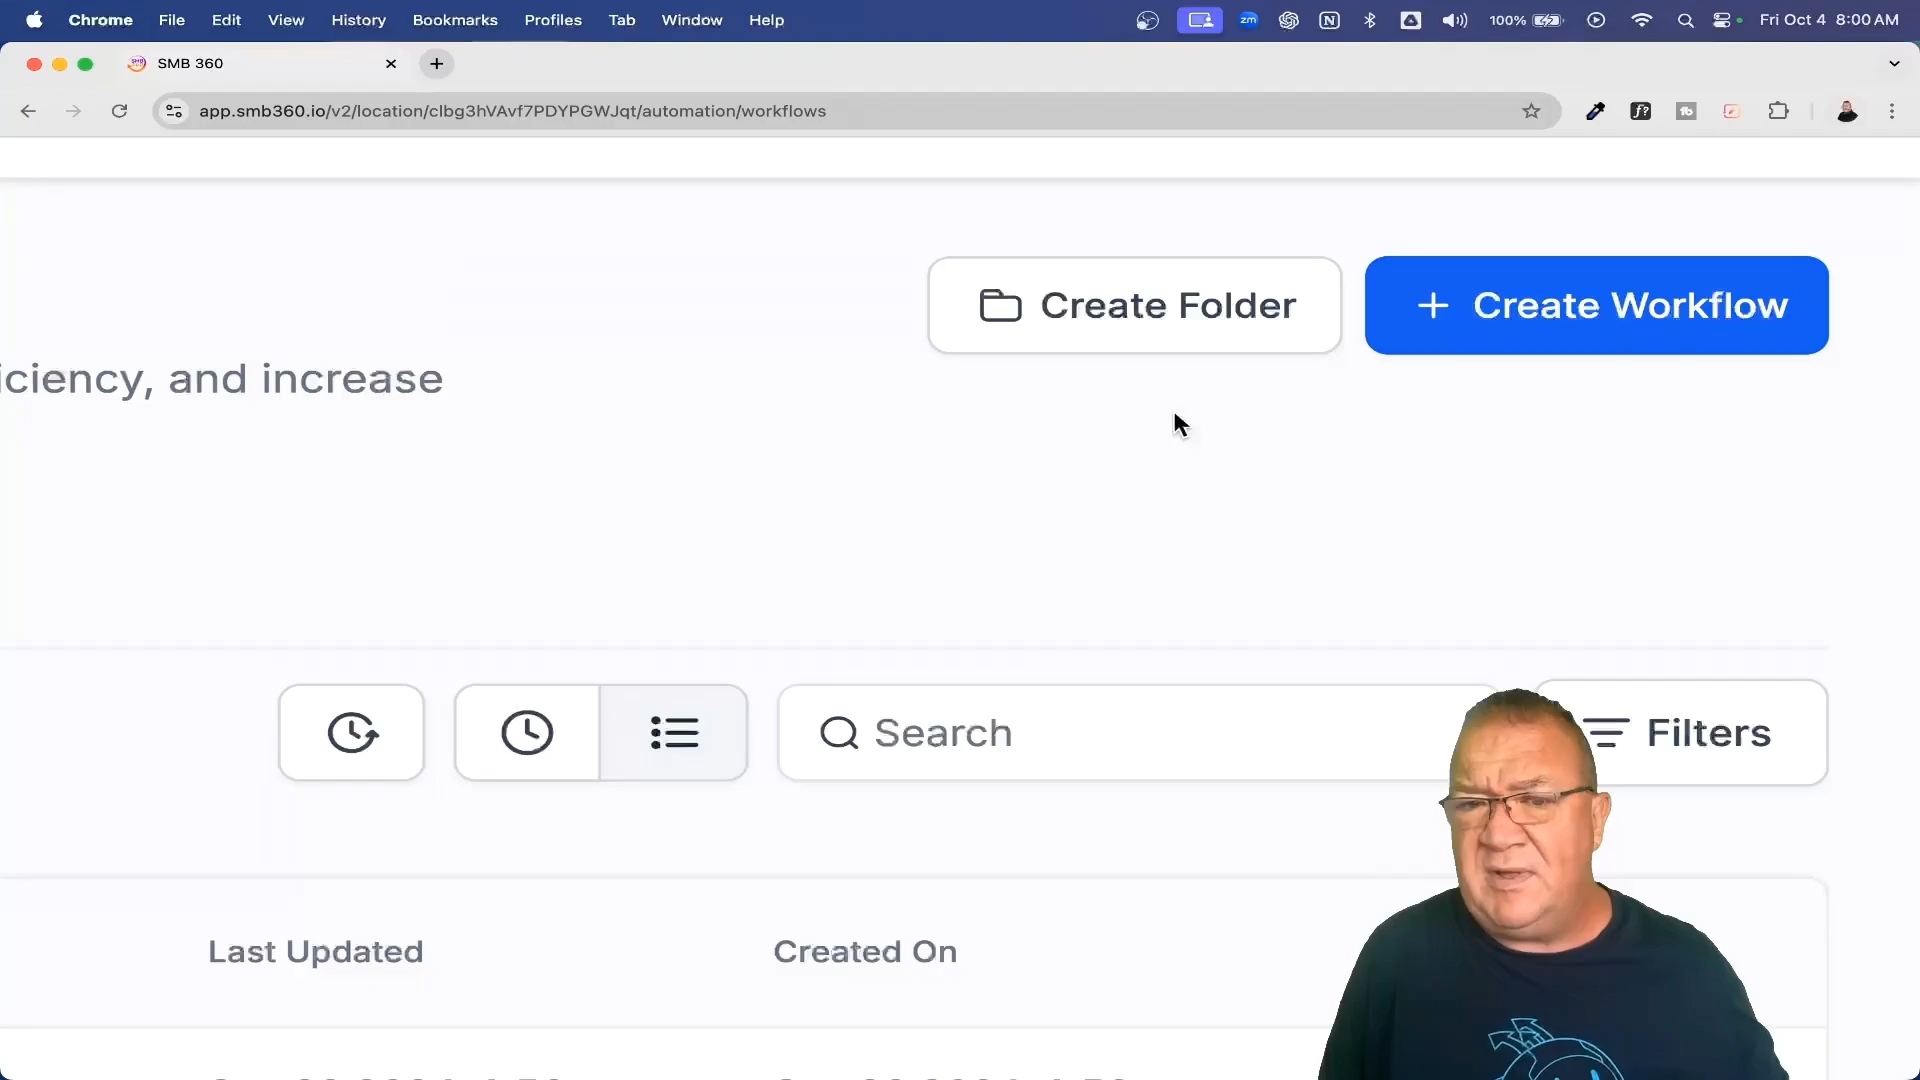 Chrome File Edit View History Bookmarks Profiles Tab Window Help zm 100% Fri Oct 4 8:00 AM
SMB 360
app.smb360.io/v2/location/clbg3hVAvf7PDYPGWJqt/automation/workflows
Create Folder
+ Create Workflow
iciency, and increase
Search
Filters
Last Updated
Created On